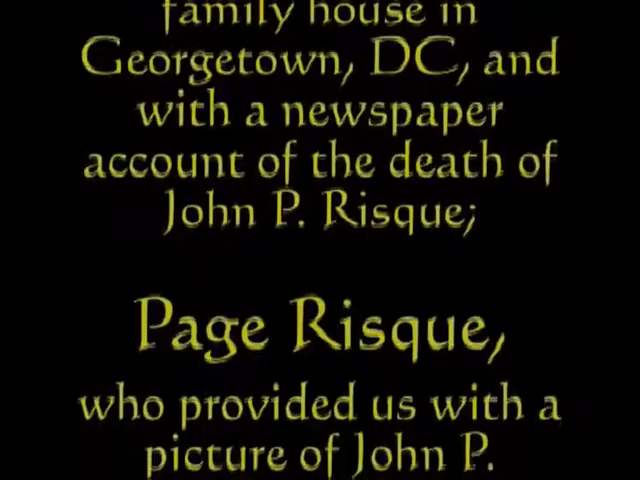 family house in
Georgetown, DC, and
with a newspaper
account of the death of
John P. Risque;
Page Risque,
who provided us with a
picture of John P.